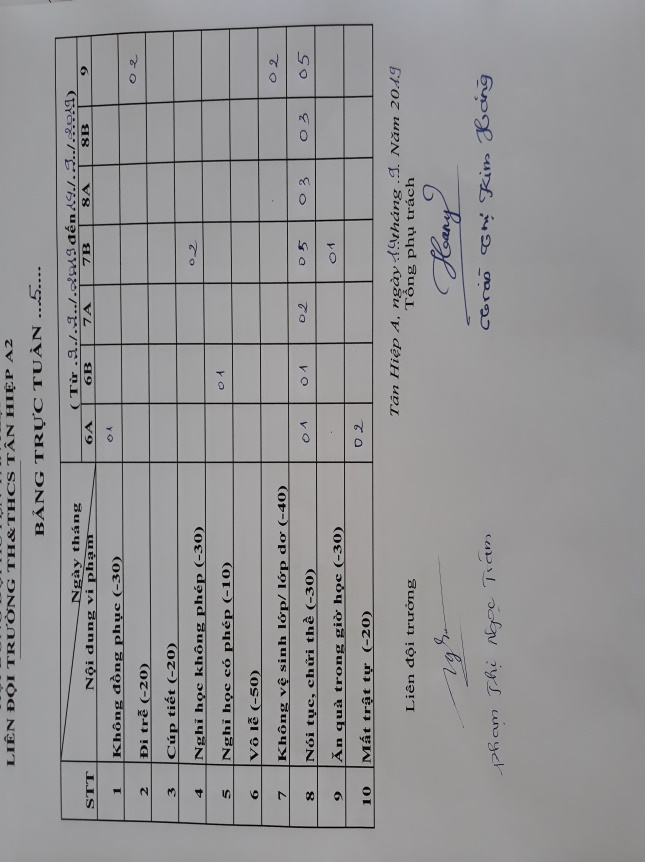 LIÊN ĐỘI TRƯỜNG TH&THCS TÂN HIỆP A2
BẢNG TRỰC TUẦN ...5....
STT Ngày tháng Nội dung vi phạm ( Từ .9./.9../.2019 đến 19./.9../.2019)
6A 6B 7A 7B 8A 8B 9
1 Không đồng phục (-30) 01
2 Đi trễ (-20) 02
3 Cúp tiết (-20)
4 Nghỉ học không phép (-30) 02
5 Nghỉ học có phép (-10) 01
6 Vô lễ (-50)
7 Không vệ sinh lớp/ lớp dơ (-40) 02
8 Nói tục, chửi thề (-30) 01 01 02 05 03 03 05
9 Ăn quà trong giờ học (-30) 01
10 Mất trật tự (-20) 02
Tân Hiệp A, ngày 19 tháng .9. Năm 2019
Liên đội trưởng Tổng phụ trách
Phạm Thị Ngọc Trâm Thị Kim